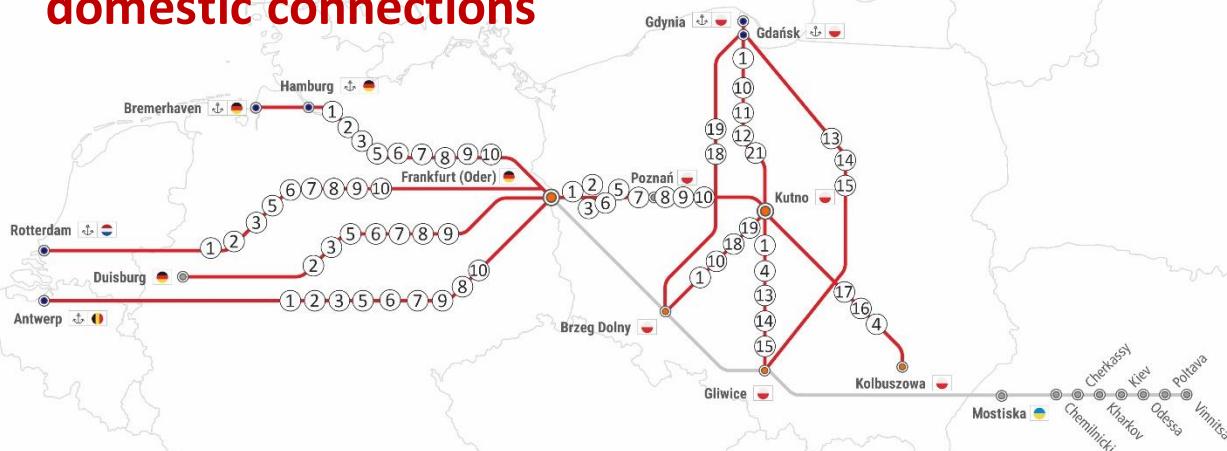 domestic connections
Gdynia
Gdańsk
Hamburg
Bremerhaven
1
2
3
5 6 7 8 9 10
1
10
11
12
21
19
18
13
14
15
Frankfurt (Oder)
Poznań
6 7 8 9 10
1 2 3 5 6 7 8 9 10
Kutno
Rotterdam
1 2 3 5
Duisburg
2 3 5 6 7 8 9
Antwerp
1 2 3 5 6 7 9 8 10
1 10 18 19
1
4
13
14
15
17
16
4
Brzeg Dolny
Gliwice
Kolbuszowa
Mostiska
Chemilnicki
Cherkassy
Kharkov
Kiev
Odessa
Poltava
Vinnitsa